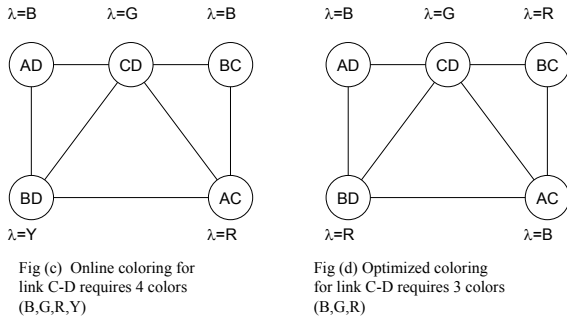 λ=B λ=G λ=B λ=B λ=G λ=R
AD CD BC AD CD BC
BD AC BD AC
λ=Y λ=R λ=R λ=B
Fig (c) Online coloring for
link C-D requires 4 colors
(B,G,R,Y)
Fig (d) Optimized coloring
for link C-D requires 3 colors
(B,G,R)